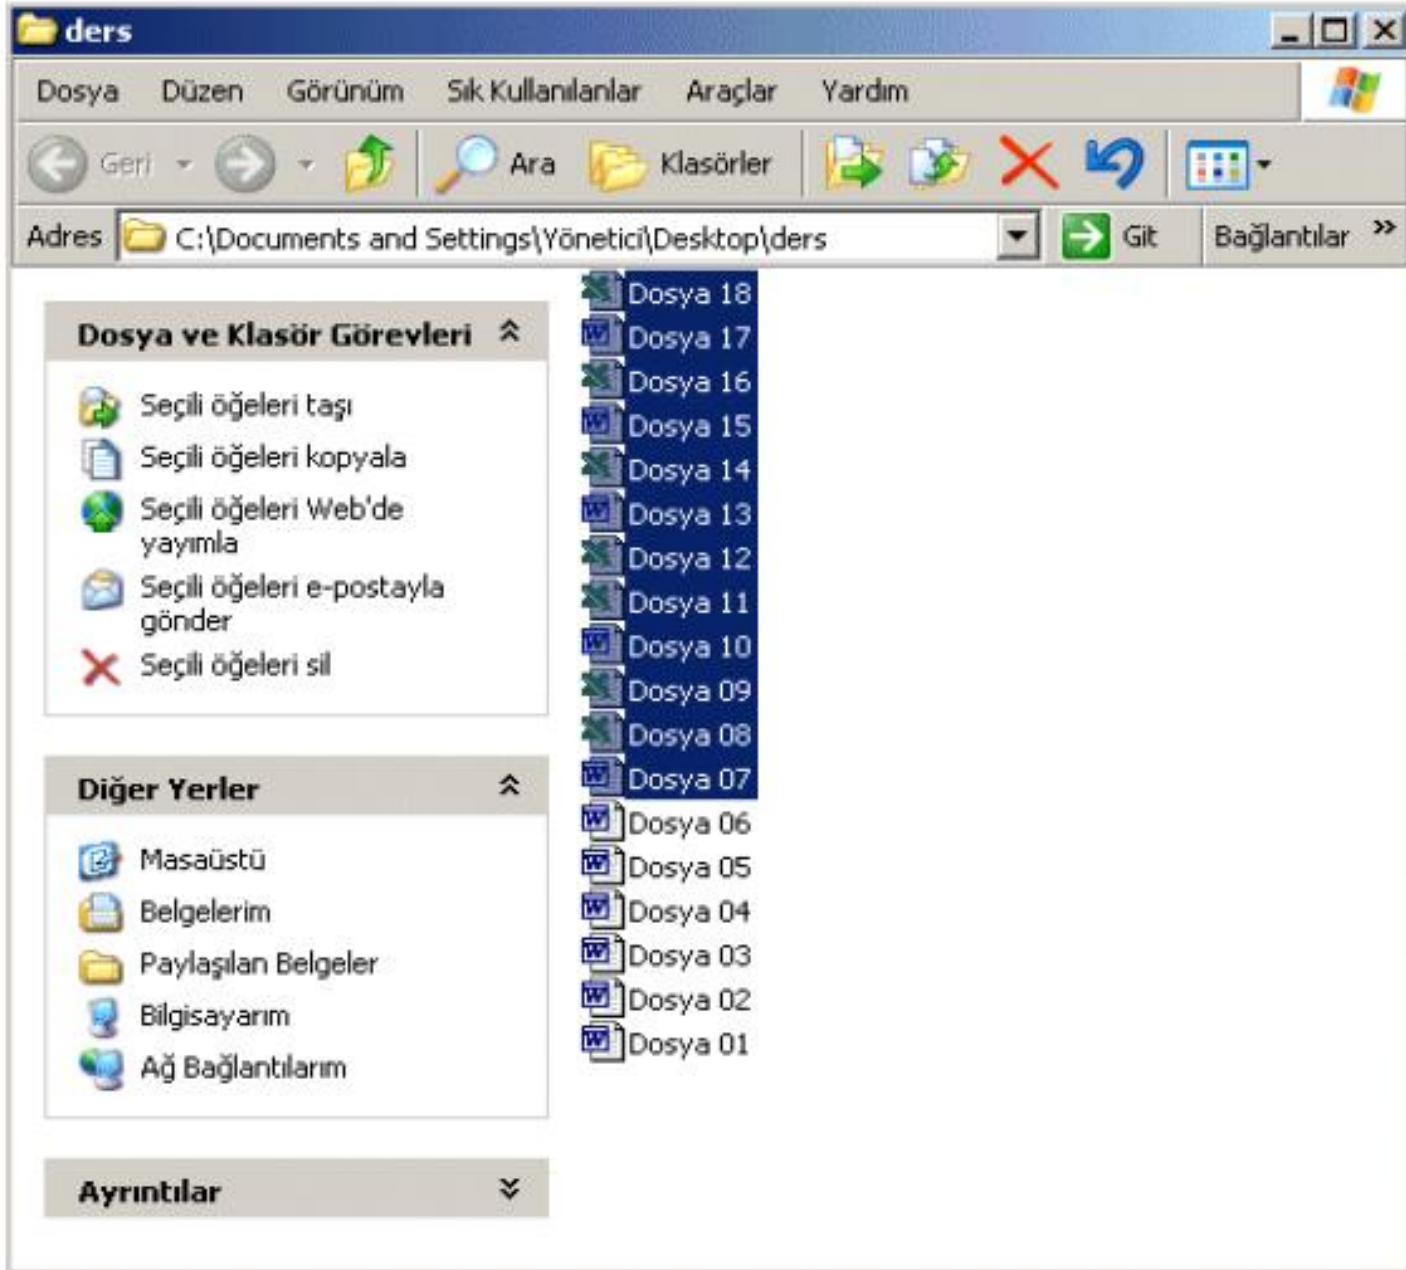 ders
Dosya Düzen Görünüm Sık Kullanılanlar Araçlar Yardım
Geri Ara Klasörler
Adres C:\Documents and Settings\Yönetici\Desktop\ders Git Bağlantılar »
Dosya ve Klasör Görevleri
Seçili öğeleri taşı
Seçili öğeleri kopyala
Seçili öğeleri Web'de
yayımla
Seçili öğeleri e-postayla
gönder
Seçili öğeleri sil
Diğer Yerler
Masaüstü
Belgelerim
Paylaşılan Belgeler
Bilgisayarım
Ağ Bağlantılarım
Ayrıntılar
Dosya 18
Dosya 17
Dosya 16
Dosya 15
Dosya 14
Dosya 13
Dosya 12
Dosya 11
Dosya 10
Dosya 09
Dosya 08
Dosya 07
Dosya 06
Dosya 05
Dosya 04
Dosya 03
Dosya 02
Dosya 01